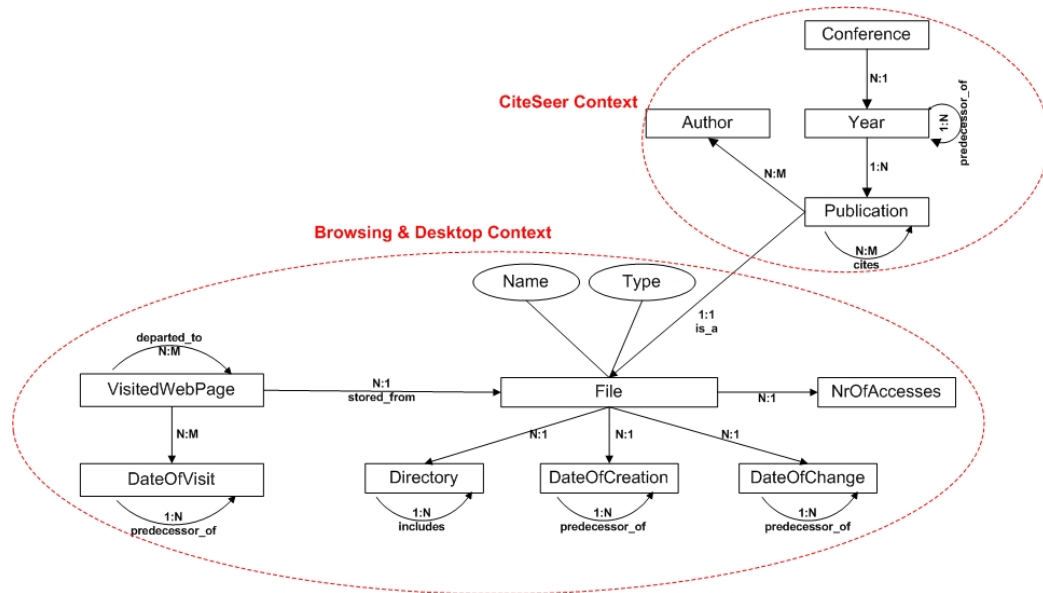 Conference
N:1
CiteSeer Context
Author
Year
1:N
predecessor_of
N:M
1:N
Publication
N:M
cites
Browsing & Desktop Context
Name
Type
1:1
is_a
departed_to
N:M
VisitedWebPage
N:1
stored_from
File
N:1
NrOfAccesses
N:M
N:1
N:1
N:1
DateOfVisit
Directory
DateOfCreation
DateOfChange
1:N
predecessor_of
1:N
includes
1:N
predecessor_of
1:N
predecessor_of